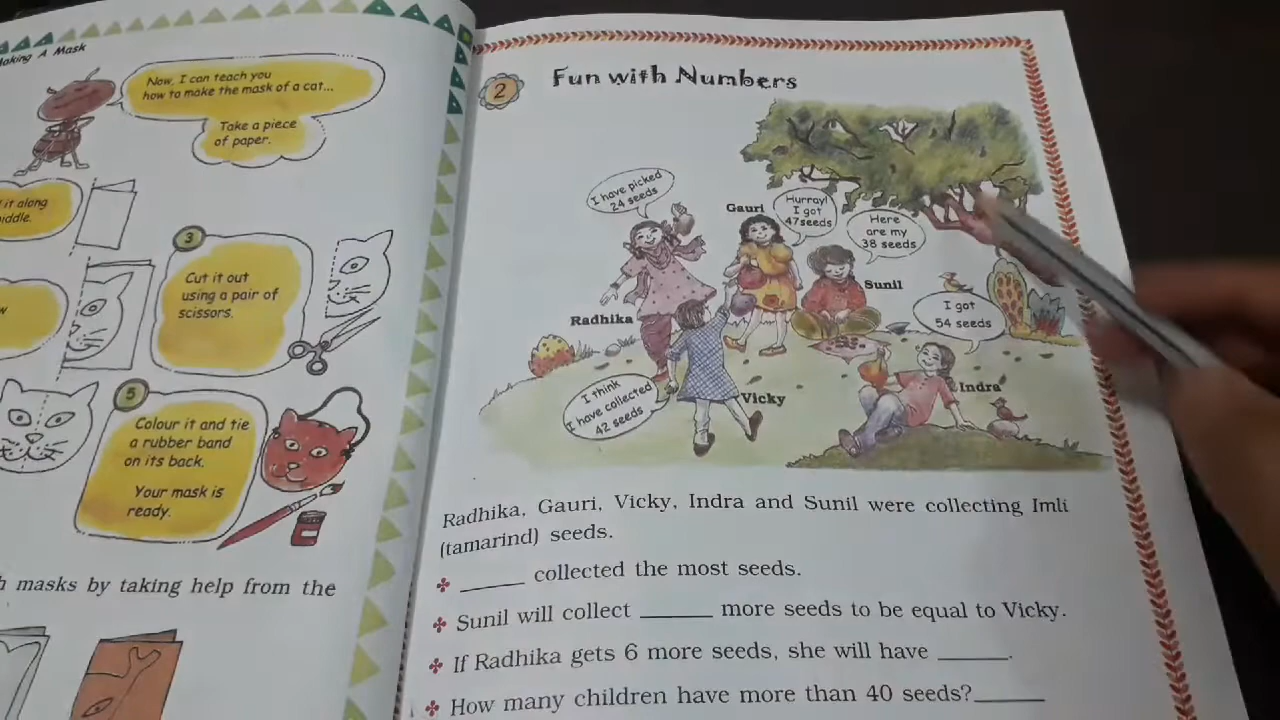 aking A Mask
Now, I can teach you
how to make the mask of a cat...
Take a piece
of paper.
it along
iddle.
3
Cut it out
using a pair of
scissors.
w
5
Colour it and tie
a rubber band
on its back.
Your mask is
ready.
h masks by taking help from the
2
Fun with Numbers
I have picked
24 seeds
Gauri
Hurray!
I got
47seeds
Here
are my
38 seeds
Sunil
I got
54 seeds
Radhika
I think
I have collected
42 seeds
Vicky
Indra
Radhika, Gauri, Vicky, Indra and Sunil were collecting Imli
(tamarind) seeds.
______ collected the most seeds.
Sunil will collect ______ more seeds to be equal to Vicky.
If Radhika gets 6 more seeds, she will have ______.
How many children have more than 40 seeds?______